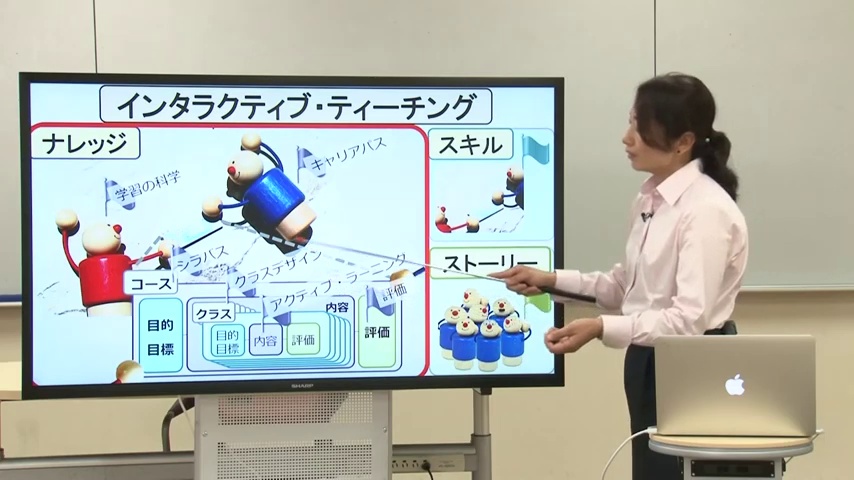 インタラクティブ・ティーチング
ナレッジ
スキル
ストーリー
学習の科学
キャリアパス
シラバス
クラスデザイン
アクティブ・ラーニング
評価
コース
目的
目標
クラス
内容
目的
目標
内容
評価
評価
SHARP